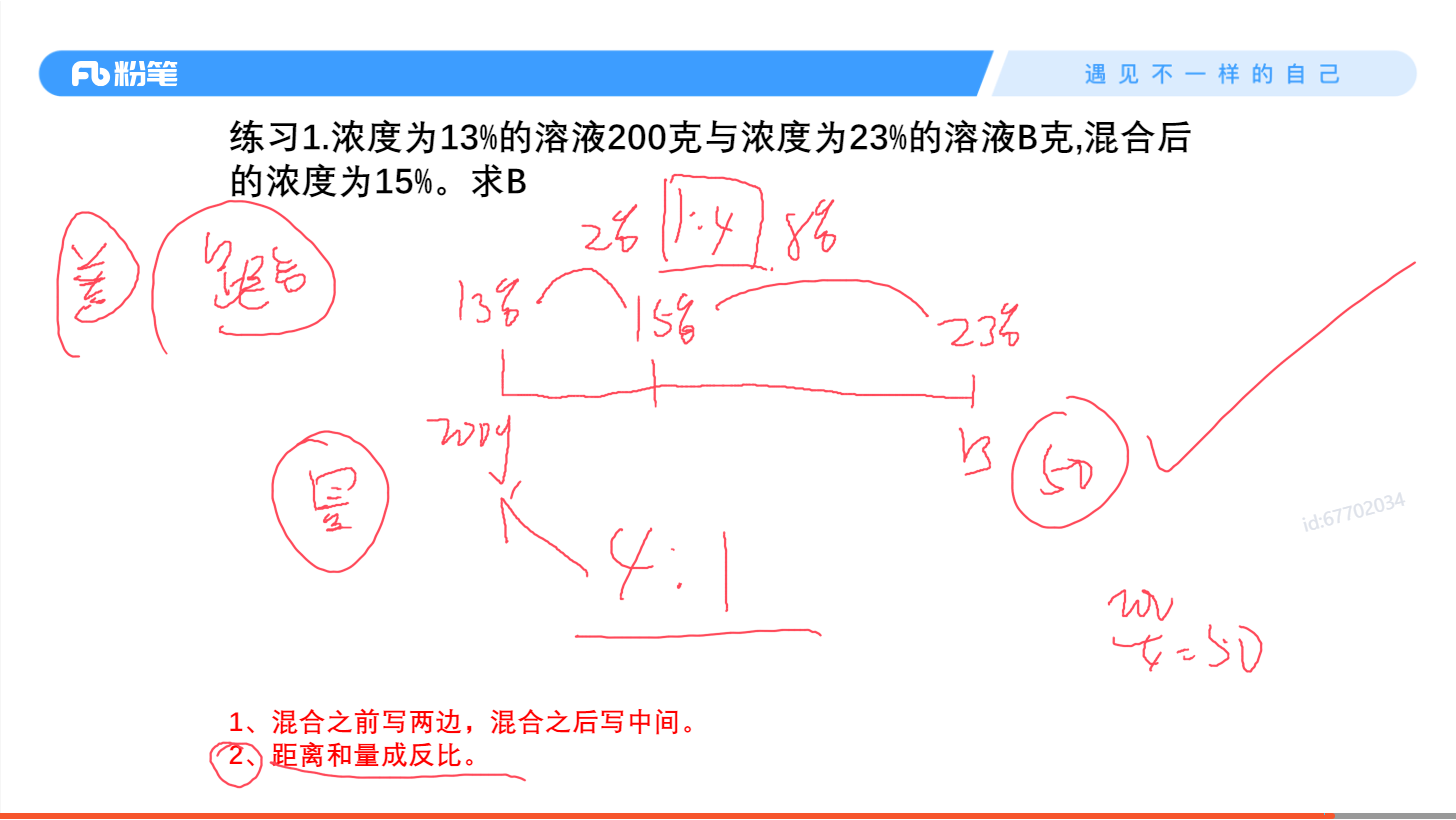 粉笔
遇见不一样的自己
练习1.浓度为13%的溶液200克与浓度为23%的溶液B克,混合后
的浓度为15%。求B
2% 1:4 8%
差 距离
13% 15% 23%
200g B 50
量
id:67702034
4:1
200
4 = 50
1、混合之前写两边，混合之后写中间。
2、距离和量成反比。